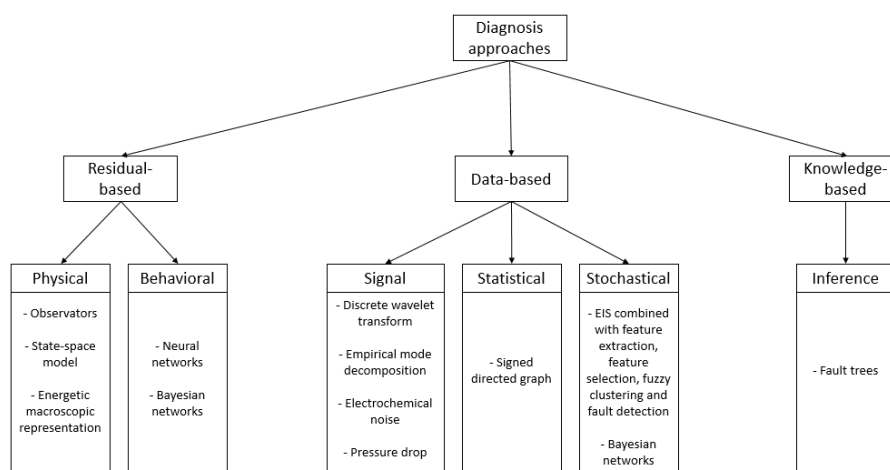 Diagnosis
approaches
Residual-
based
Data-based
Knowledge-
based
Physical
- Observators
- State-space
model
- Energetic
macroscopic
representation
Behavioral
- Neural
networks
- Bayesian
networks
Signal
- Discrete wavelet
transform
- Empirical mode
decomposition
- Electrochemical
noise
- Pressure drop
Statistical
- Signed
directed graph
Stochastical
- EIS combined
with feature
extraction,
feature
selection, fuzzy
clustering and
fault detection
- Bayesian
networks
Inference
- Fault trees